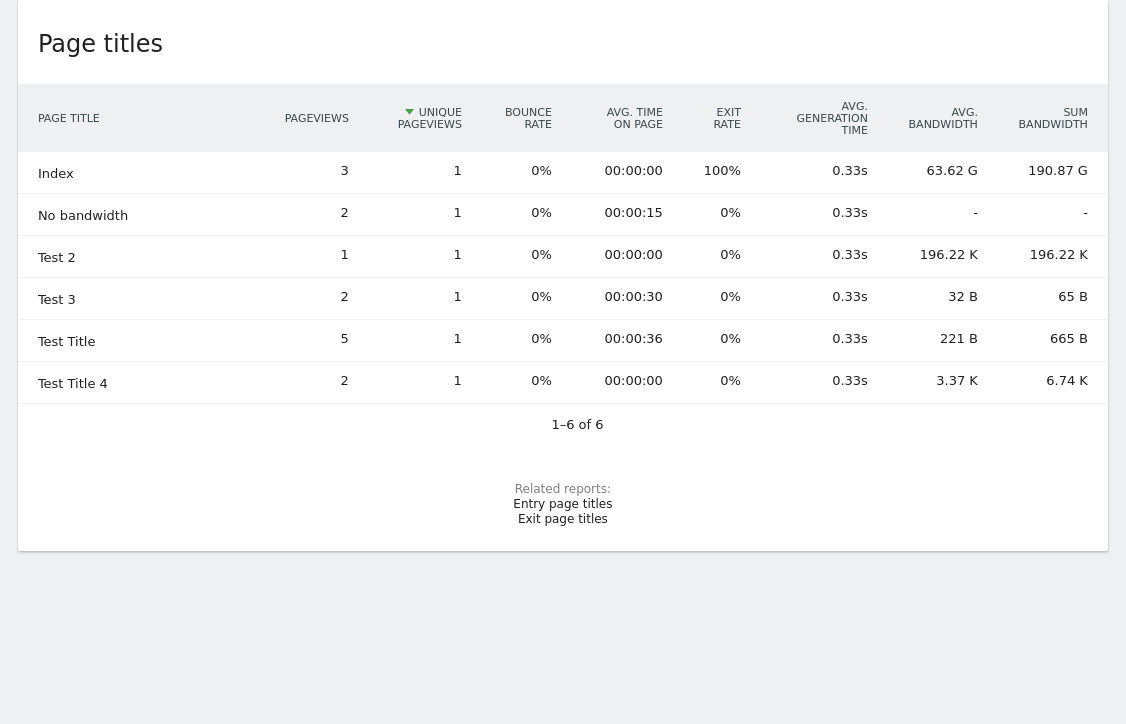 Page titles
PAGE TITLE PAGEVIEWS UNIQUE PAGEVIEWS BOUNCE RATE AVG. TIME ON PAGE EXIT RATE AVG. GENERATION TIME AVG. BANDWIDTH SUM BANDWIDTH
Index 3 1 0% 00:00:00 100% 0.33s 63.62 G 190.87 G
No bandwidth 2 1 0% 00:00:15 0% 0.33s - -
Test 2 1 1 0% 00:00:00 0% 0.33s 196.22 K 196.22 K
Test 3 2 1 0% 00:00:30 0% 0.33s 32 B 65 B
Test Title 5 1 0% 00:00:36 0% 0.33s 221 B 665 B
Test Title 4 2 1 0% 00:00:00 0% 0.33s 3.37 K 6.74 K
1–6 of 6
Related reports:
Entry page titles
Exit page titles